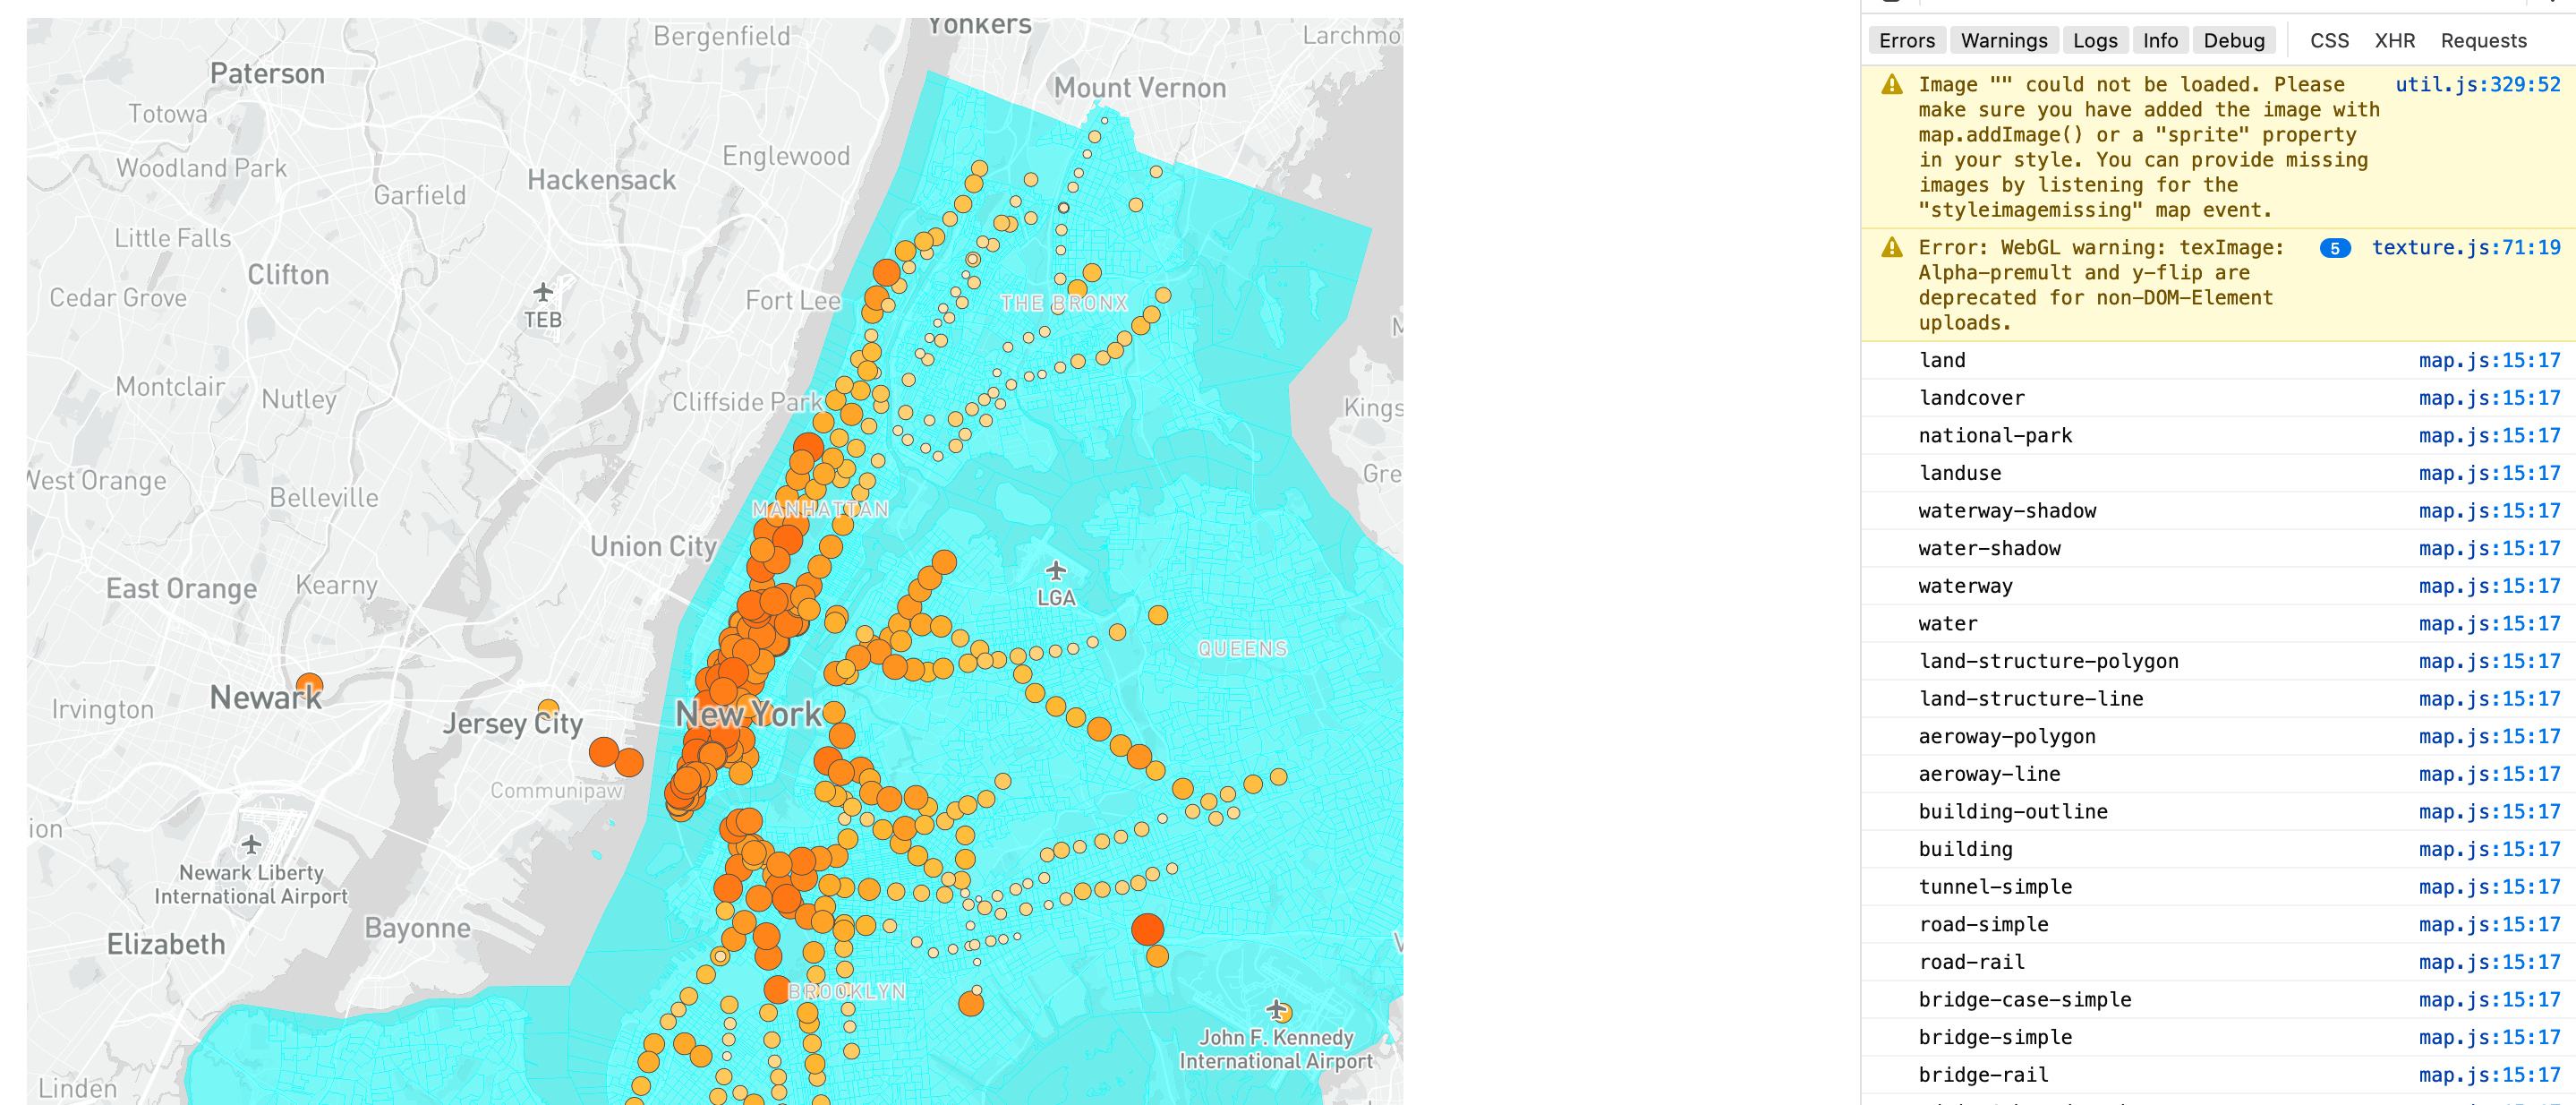 Yonkers
Bergenfield
Larchmo
Paterson
Mount Vernon
Totowa
Englewood
Woodland Park
Hackensack
Garfield
Little Falls
Clifton
Cedar Grove
Fort Lee
THE BRONX
TEB
Montclair
Nutley
Cliffside Park
Kings
West Orange
Gre
Belleville
MANHATTAN
Union City
East Orange
Kearny
LGA
QUEENS
Newark
Irvington
Jersey City
New York
Communipaw
ion
Newark Liberty
International Airport
Bayonne
Elizabeth
BROOKLYN
John F. Kennedy
International Airport
Linden
Errors Warnings Logs Info Debug CSS XHR Requests
Image "" could not be loaded. Please util.js:329:52
make sure you have added the image with
map.addImage() or a "sprite" property
in your style. You can provide missing
images by listening for the
"styleimagemissing" map event.
Error: WebGL warning: texImage: 5 texture.js:71:19
Alpha-premult and y-flip are
deprecated for non-DOM-Element
uploads.
land map.js:15:17
landcover map.js:15:17
national-park map.js:15:17
landuse map.js:15:17
waterway-shadow map.js:15:17
water-shadow map.js:15:17
waterway map.js:15:17
water map.js:15:17
land-structure-polygon map.js:15:17
land-structure-line map.js:15:17
aeroway-polygon map.js:15:17
aeroway-line map.js:15:17
building-outline map.js:15:17
building map.js:15:17
tunnel-simple map.js:15:17
road-simple map.js:15:17
road-rail map.js:15:17
bridge-case-simple map.js:15:17
bridge-simple map.js:15:17
bridge-rail map.js:15:17